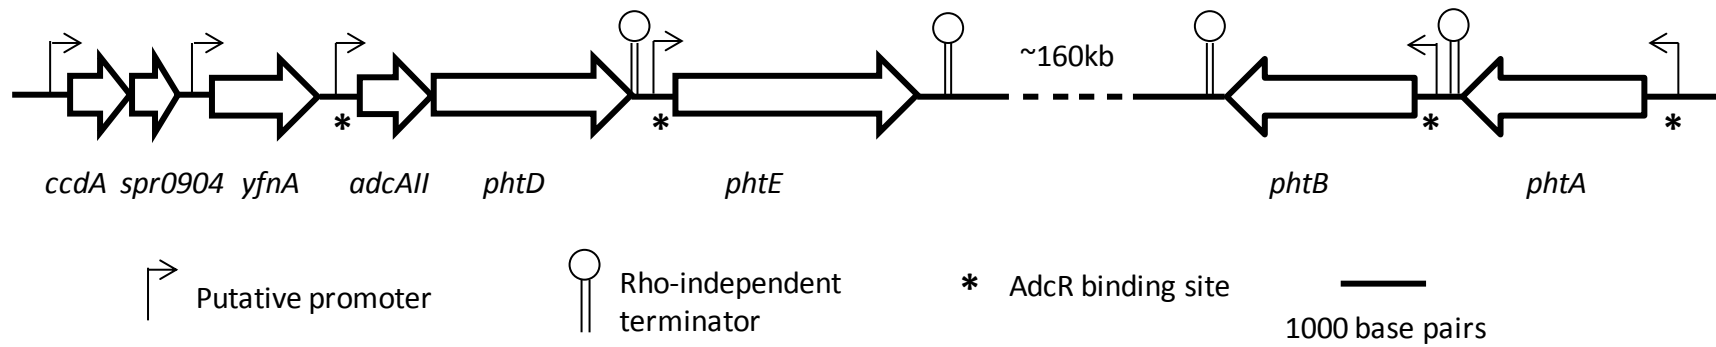 ~160kb
* * * *
ccdA spr0904 yfnA adcAII phtD phtE phtB phtA
Putative promoter
Rho-independent
terminator
* AdcR binding site
1000 base pairs